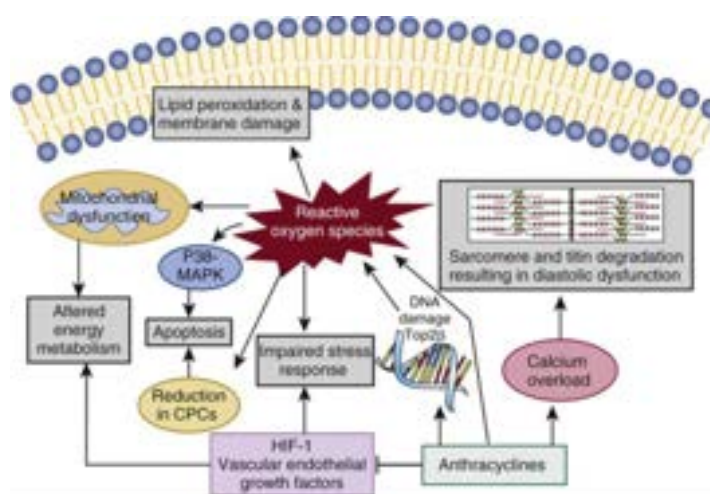 Lipid peroxidation &
membrane damage
Mitochondrial
dysfunction
Reactive
oxygen species
Sarcomere and titin degradation
resulting in diastolic dysfunction
P38-
MAPK
DNA
damage
Top2β
Altered
energy
metabolism
Apoptosis
Impaired stress
response
Calcium
overload
Reduction
in CPCs
HIF-1
Vascular endothelial
growth factors
Anthracyclines